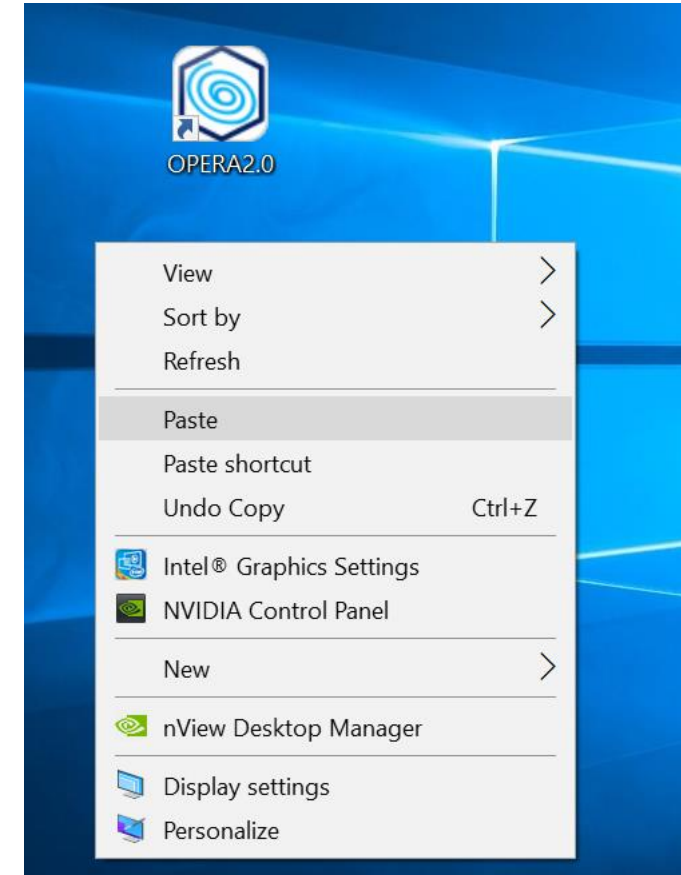 OPERA2.0
View
Sort by
Refresh
Paste
Paste shortcut
Undo Copy Ctrl+Z
Intel® Graphics Settings
NVIDIA Control Panel
New
nView Desktop Manager
Display settings
Personalize